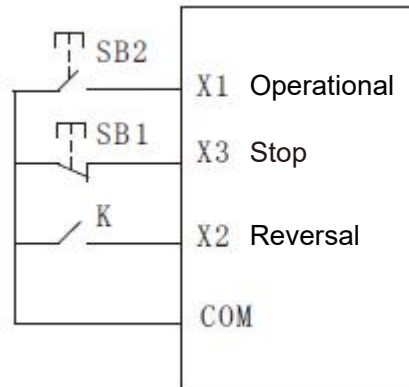 SB2
X1 Operational
SB1
X3 Stop
K
X2 Reversal
COM